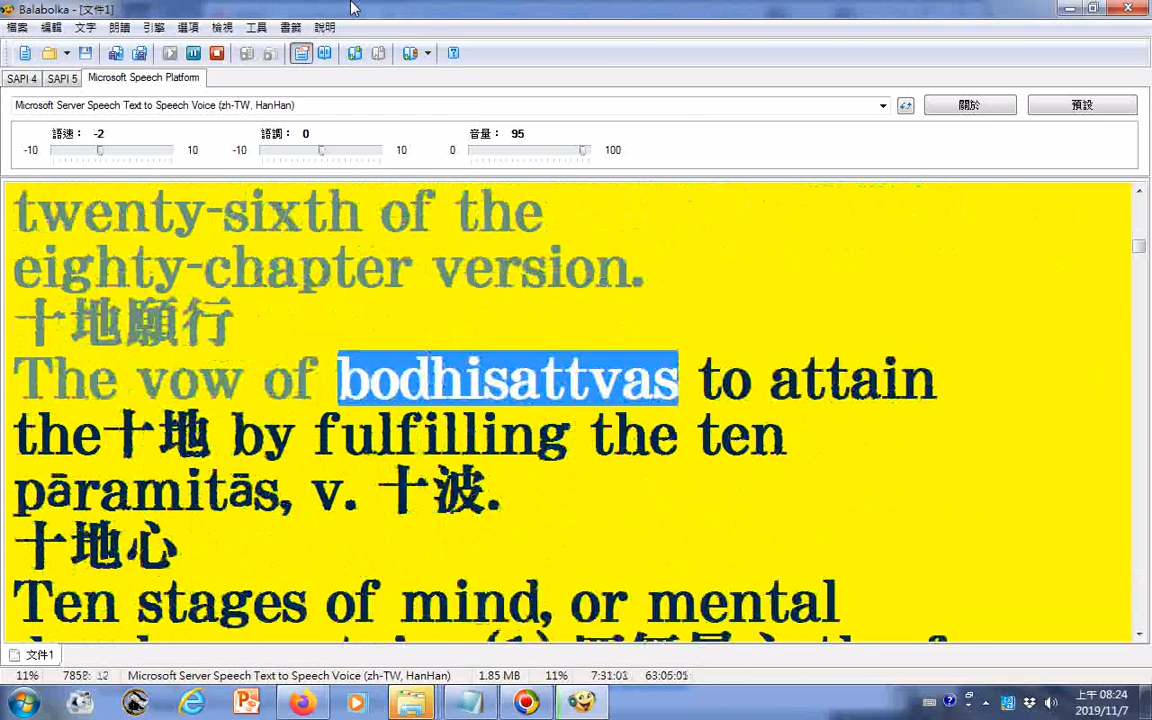 Balabolka - [文件1]
檔案 編輯 文字 朗讀 引擎 選項 檢視 工具 書籤 說明
SAPI 4 SAPI 5 Microsoft Speech Platform
Microsoft Server Speech Text to Speech Voice (zh-TW, HanHan) 關於 預設
語速： -2 語調： 0 音量： 95
-10 10 -10 10 0 100
twenty-sixth of the
eighty-chapter version.
十地願行
The vow of bodhisattvas to attain
the十地 by fulfilling the ten
pāramitās, v. 十波.
十地心
Ten stages of mind, or mental
文件1
11% Microsoft Server Speech Text to Speech Voice (zh-TW, HanHan) 1.85 MB 11%
上午 08:24
2019/11/7